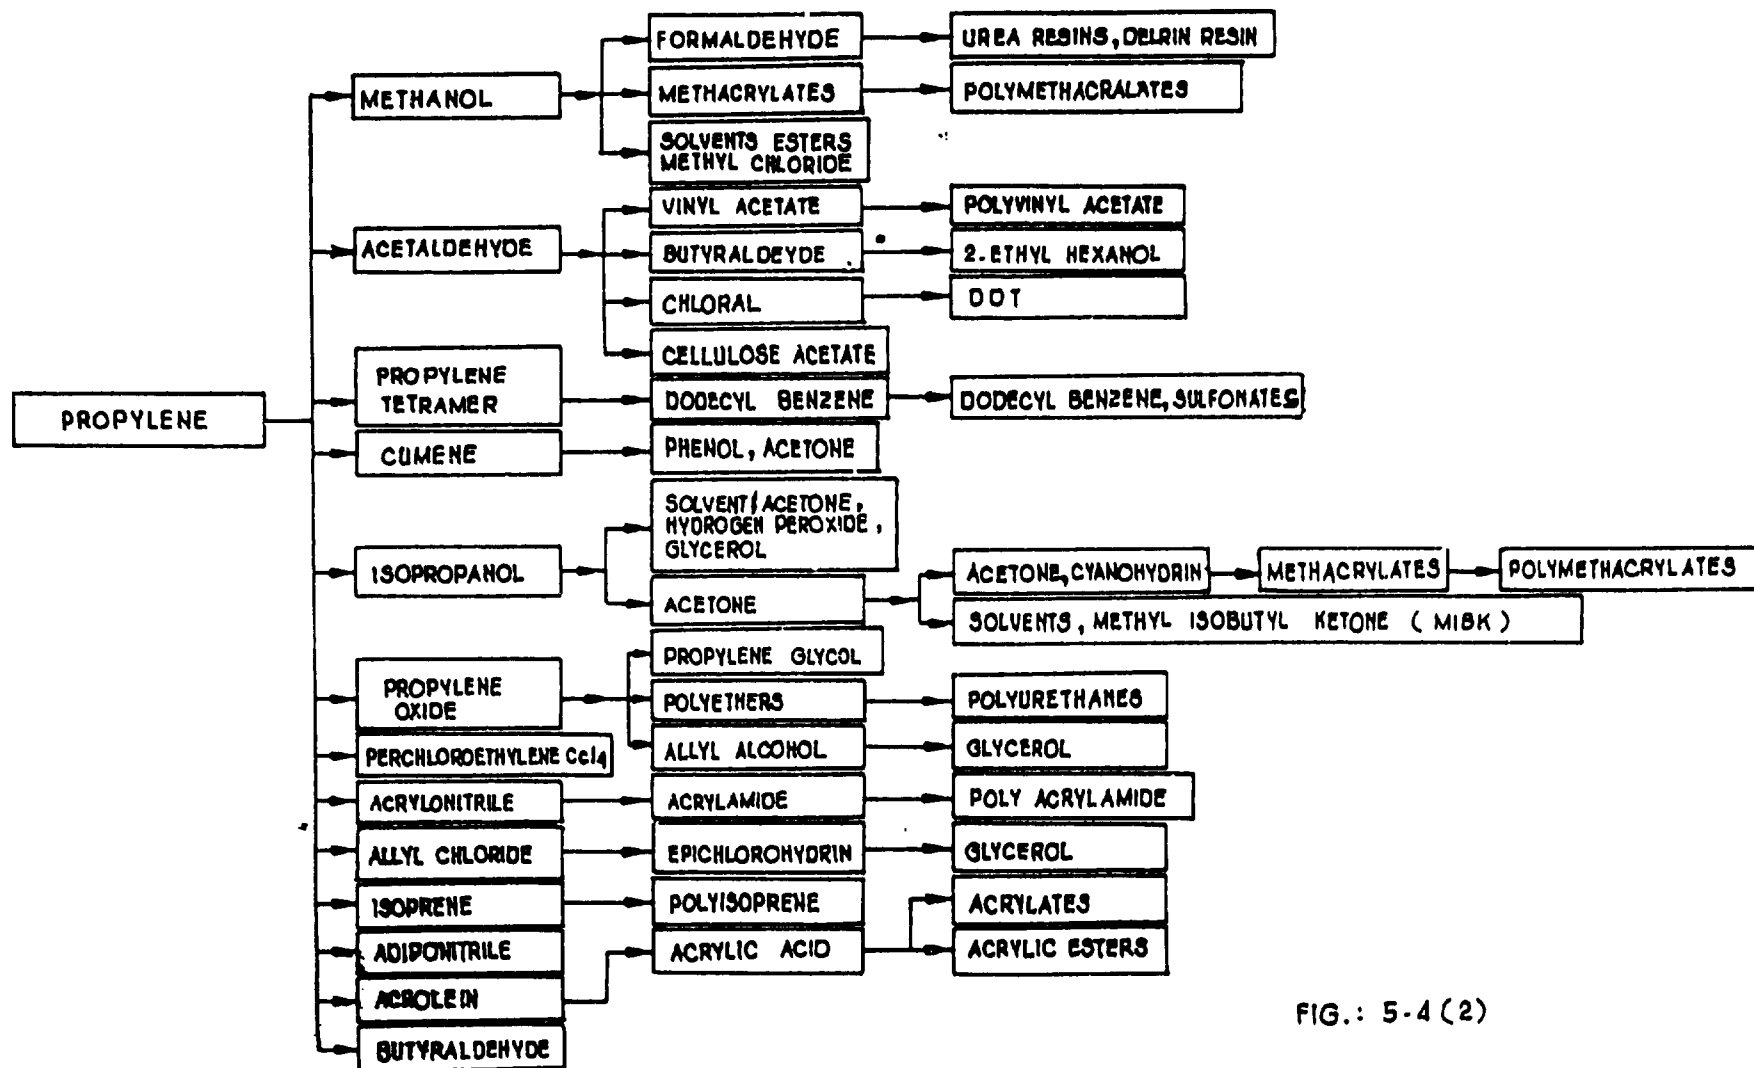 PROPYLENE
METHANOL
FORMALDEHYDE
UREA RESINS, DELRIN RESIN
METHACRYLATES
POLYMETHACRALATES
SOLVENTS ESTERS
METHYL CHLORIDE
ACETALDEHYDE
VINYL ACETATE
POLYVINYL ACETATE
BUTYRALDEYDE
2-ETHYL HEXANOL
CHLORAL
DDT
CELLULOSE ACETATE
PROPYLENE
TETRAMER
DODECYL BENZENE
DODECYL BENZENE, SULFONATES
CUMENE
PHENOL, ACETONE
ISOPROPANOL
SOLVENT/ACETONE,
HYDROGEN PEROXIDE,
GLYCEROL
ACETONE
ACETONE, CYANOHYDRIN
METHACRYLATES
POLYMETHACRYLATES
SOLVENTS, METHYL ISOBUTYL KETONE (MIBK)
PROPYLENE
OXIDE
PROPYLENE GLYCOL
POLYETHERS
POLYURETHANES
ALLYL ALCOHOL
GLYCEROL
PERCHLOROETHYLENE Ccl4
ACRYLONITRILE
ACRYLAMIDE
POLY ACRYLAMIDE
ALLYL CHLORIDE
EPICHLOROHYDRIN
GLYCEROL
ISOPRENE
POLYISOPRENE
ADIPONITRILE
ACROLEIN
ACRYLIC ACID
ACRYLATES
ACRYLIC ESTERS
BUTYRALDEHYDE
FIG.: 5-4(2)